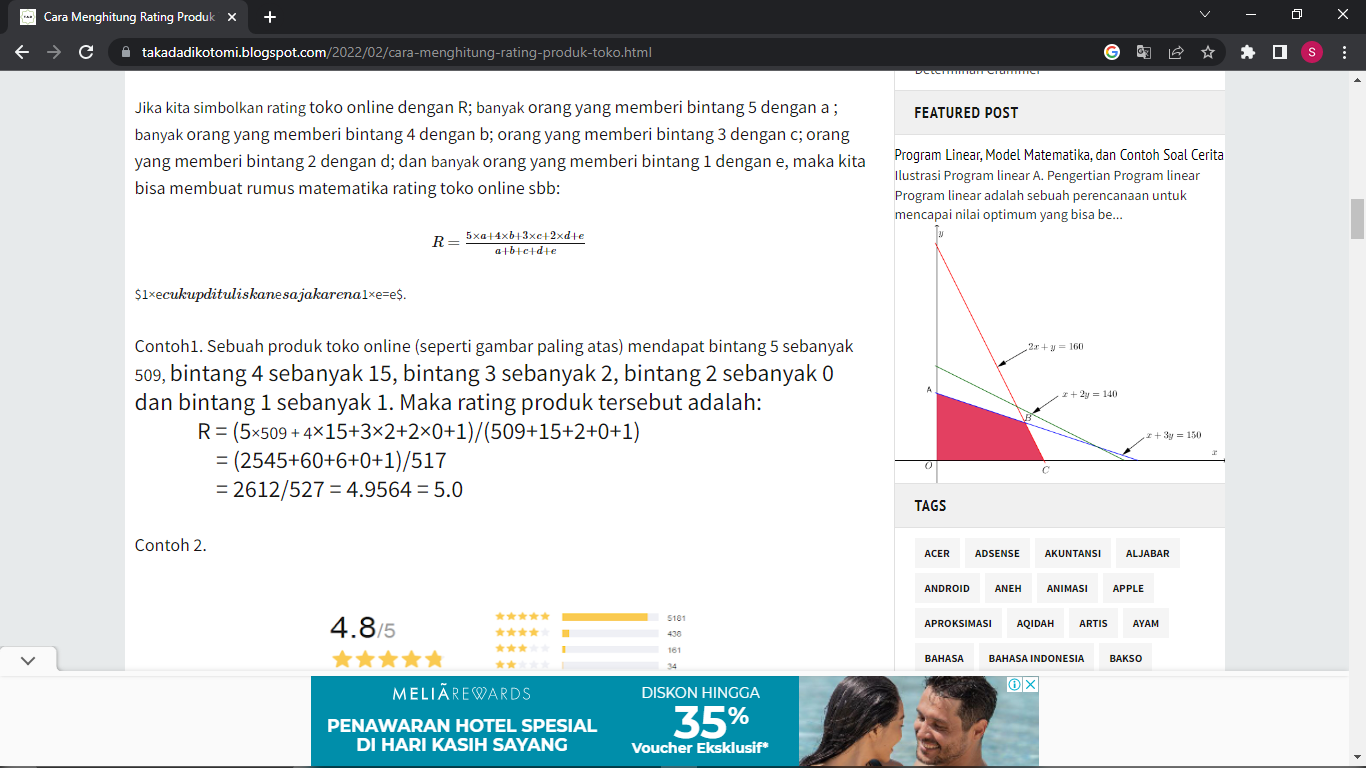 Cara Menghitung Rating Produk
takadadikotomi.blogspot.com/2022/02/cara-menghitung-rating-produk-toko.html
S
Jika kita simbolkan rating toko online dengan R; banyak orang yang memberi bintang 5 dengan a ;
banyak orang yang memberi bintang 4 dengan b; orang yang memberi bintang 3 dengan c; orang
yang memberi bintang 2 dengan d; dan banyak orang yang memberi bintang 1 dengan e, maka kita
bisa membuat rumus matematika rating toko online sbb:
R = 5×a+4×b+3×c+2×d+e
a+b+c+d+e
$1×ecukupdituliskanesajakarena1×e=e$.
Contoh1. Sebuah produk toko online (seperti gambar paling atas) mendapat bintang 5 sebanyak
509, bintang 4 sebanyak 15, bintang 3 sebanyak 2, bintang 2 sebanyak 0
dan bintang 1 sebanyak 1. Maka rating produk tersebut adalah:
R = (5×509 + 4×15+3×2+2×0+1)/(509+15+2+0+1)
= (2545+60+6+0+1)/517
= 2612/527 = 4.9564 = 5.0
Contoh 2.
4.8/5
5181
436
161
34
Determinan Crammer
FEATURED POST
Program Linear, Model Matematika, dan Contoh Soal Cerita
Ilustrasi Program linear A. Pengertian Program linear
Program linear adalah sebuah perencanaan untuk
mencapai nilai optimum yang bisa be...
y
2x + y = 160
A
x + 2y = 140
B
x + 3y = 150
x
O
C
TAGS
ACER ADSENSE AKUNTANSI ALJABAR
ANDROID ANEH ANIMASI APPLE
APROKSIMASI AQIDAH ARTIS AYAM
BAHASA BAHASA INDONESIA BAKSO
MELIÃ REWARDS
PENAWARAN HOTEL SPESIAL
DI HARI KASIH SAYANG
DISKON HINGGA
35%
Voucher Eksklusif*